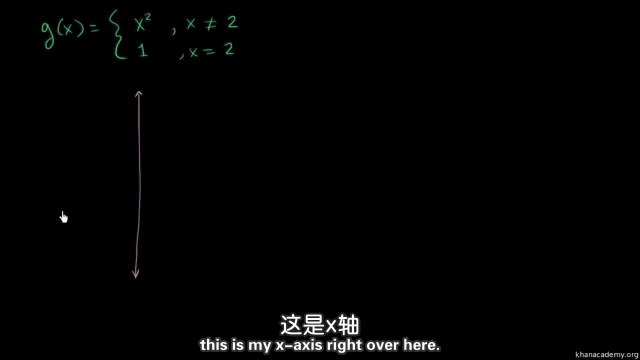 g(x) = { x² , x ≠ 2
1 , x = 2
这是x轴
this is my x-axis right over here.
khanacademy.org